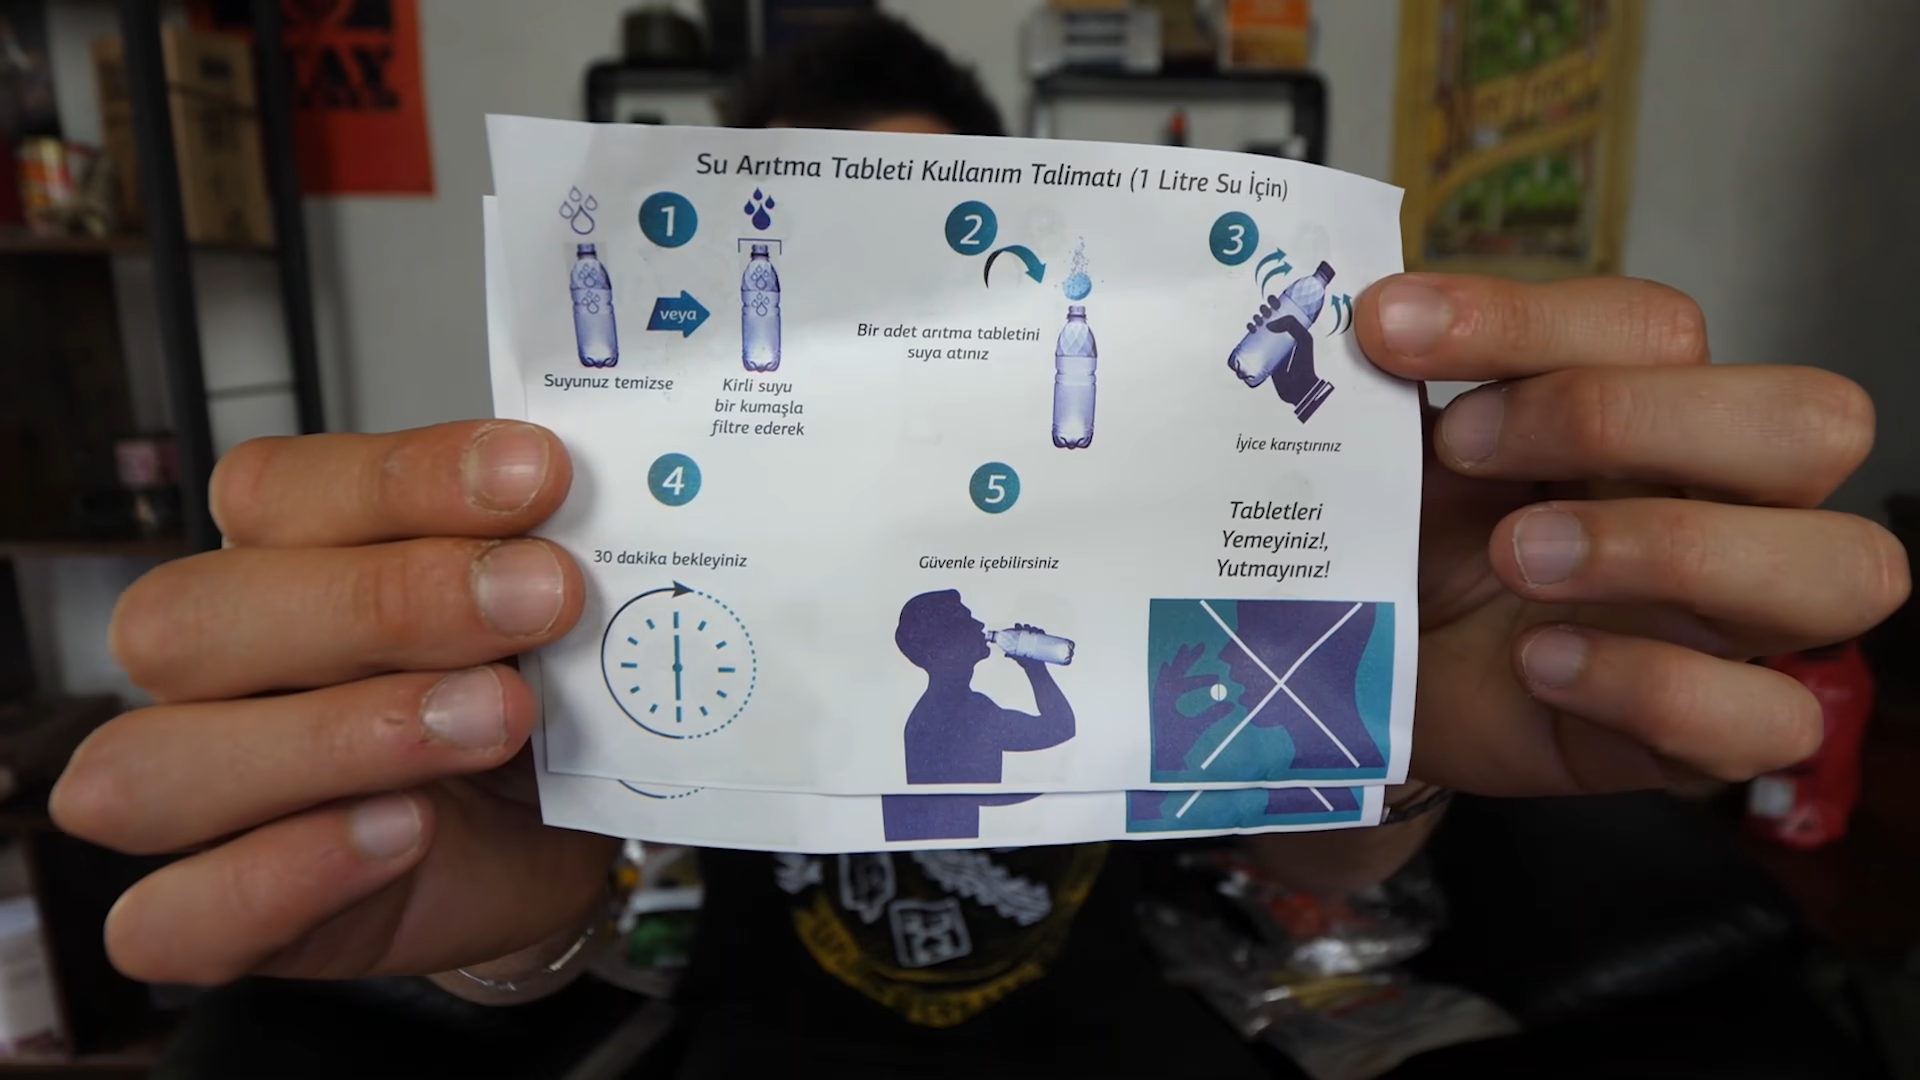 Su Arıtma Tableti Kullanım Talimatı (1 Litre Su İçin)
1
veya
Suyunuz temizse
Kirli suyu
bir kumaşla
filtre ederek
2
Bir adet arıtma tabletini
suya atınız
3
İyice karıştırınız
4
30 dakika bekleyiniz
5
Güvenle içebilirsiniz
Tabletleri
Yemeyiniz!,
Yutmayınız!